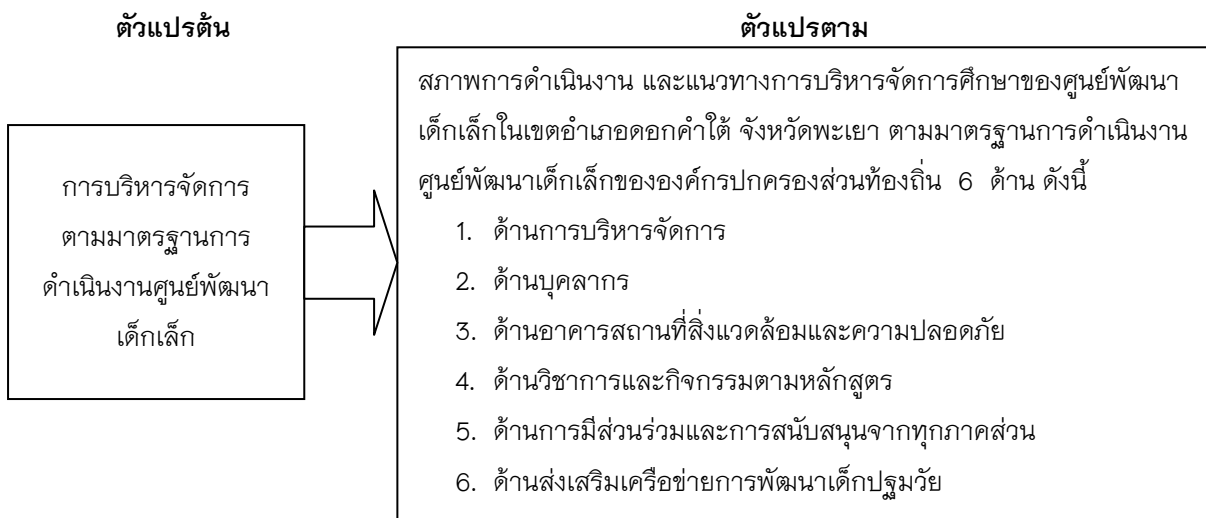 ตัวแปรต้น
ตัวแปรตาม
การบริหารจัดการ
ตามมาตรฐานการ
ดำเนินงานศูนย์พัฒนา
เด็กเล็ก
สภาพการดำเนินงาน และแนวทางการบริหารจัดการศึกษาของศูนย์พัฒนา
เด็กเล็กในเขตอำเภอดอกคำใต้ จังหวัดพะเยา ตามมาตรฐานการดำเนินงาน
ศูนย์พัฒนาเด็กเล็กขององค์กรปกครองส่วนท้องถิ่น 6 ด้าน ดังนี้
1. ด้านการบริหารจัดการ
2. ด้านบุคลากร
3. ด้านอาคารสถานที่สิ่งแวดล้อมและความปลอดภัย
4. ด้านวิชาการและกิจกรรมตามหลักสูตร
5. ด้านการมีส่วนร่วมและการสนับสนุนจากทุกภาคส่วน
6. ด้านส่งเสริมเครือข่ายการพัฒนาเด็กปฐมวัย